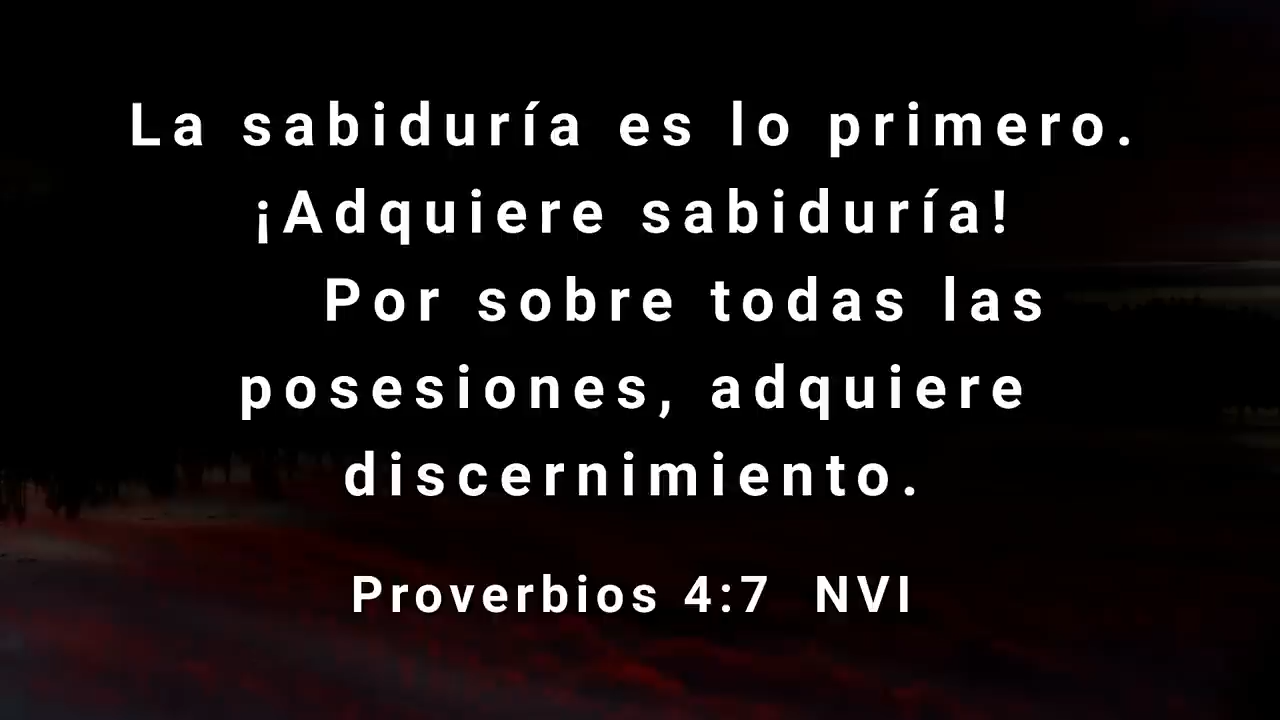 La sabiduría es lo primero.
¡Adquiere sabiduría!
Por sobre todas las
posesiones, adquiere
discernimiento.
Proverbios 4:7 NVI